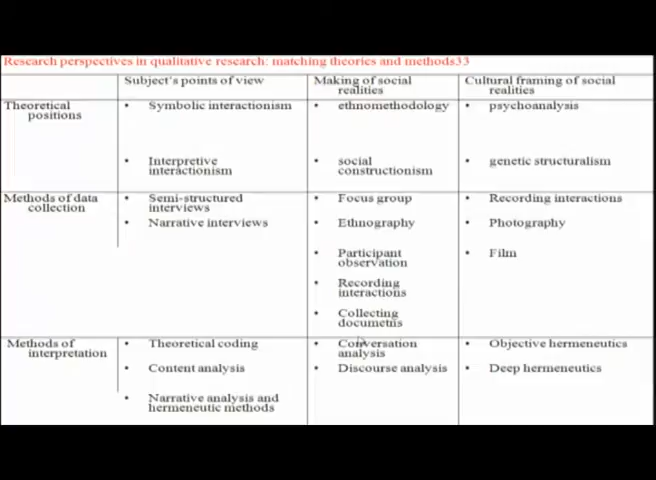 Research perspectives in qualitative research: matching theories and methods33
Subject's points of view
Making of social
realities
Cultural framing of social
realities
Theoretical
positions
• Symbolic interactionism
• Interpretive
interactionism
• ethnomethodology
• social
constructionism
• psychoanalysis
• genetic structuralism
Methods of data
collection
• Semi-structured
interviews
• Narrative interviews
• Focus group
• Ethnography
• Participant
observation
• Recording
interactions
• Collecting
documetns
• Recording interactions
• Photography
• Film
Methods of
interpretation
• Theoretical coding
• Content analysis
• Narrative analysis and
hermeneutic methods
• Conversation
analysis
• Discourse analysis
• Objective hermeneutics
• Deep hermeneutics